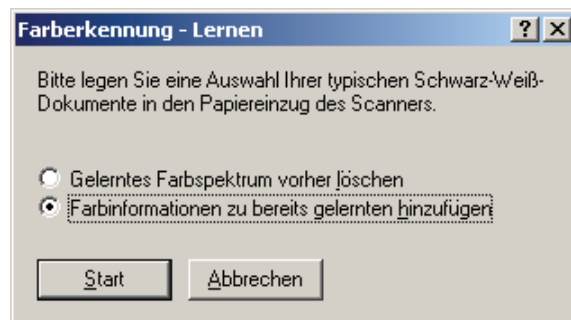 Farberkennung - Lernen
Bitte legen Sie eine Auswahl Ihrer typischen Schwarz-Weiß-
Dokumente in den Papiereinzug des Scanners.
Gelerntes Farbspektrum vorher löschen
Farbinformationen zu bereits gelernten hinzufügen
Start Abbrechen